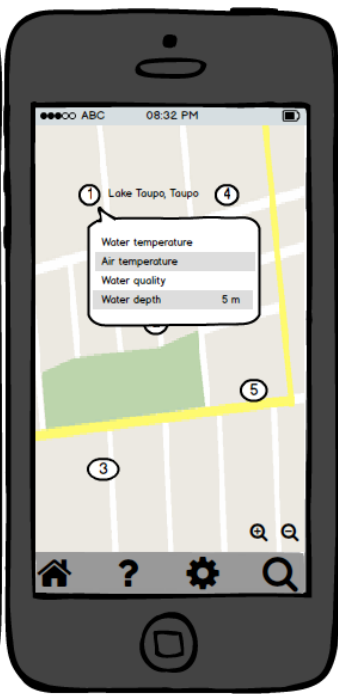 ABC 08:32 PM
1 Lake Taupo, Taupo 4
Water temperature
Air temperature
Water quality
Water depth 5 m
5
3
?